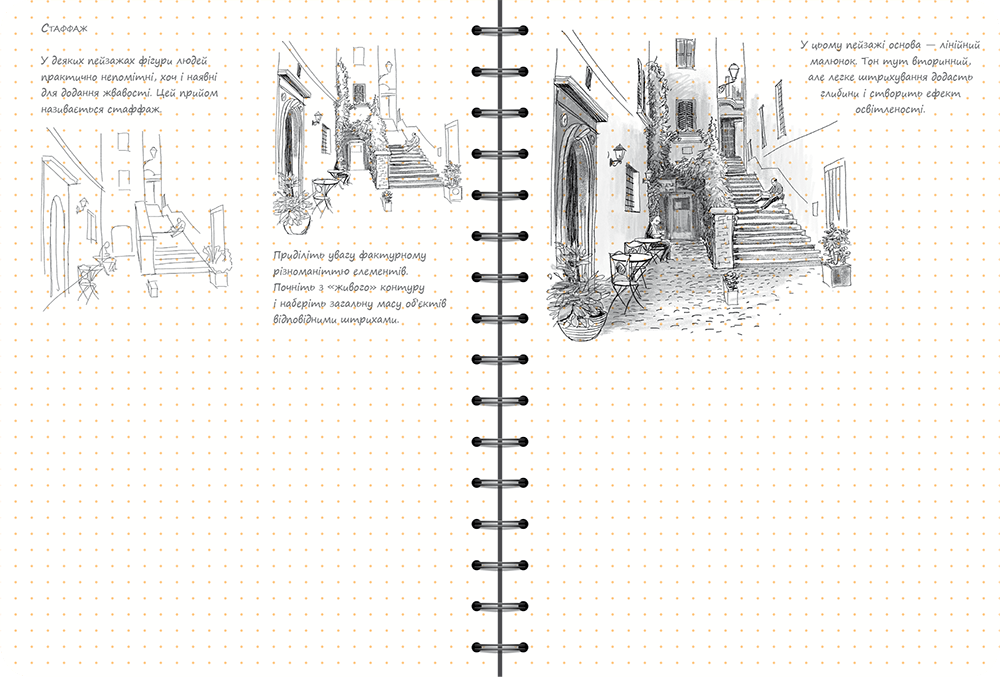 Стаффаж
У деяких пейзажах фігури людей
практично непомітні, хоч і наявні
для додання жвавості. Цей прийом
називається стаффаж.
Приділіть увагу фактурному
різноманіттю елементів.
Почніть з «живого» контуру
і наберіть загальну масу об'єктів
відповідними штрихами.
У цьому пейзажі основа — лінійний
малюнок. Тон тут вторинний,
але легке штрихування додасть
глибини і створить ефект
освітленості.